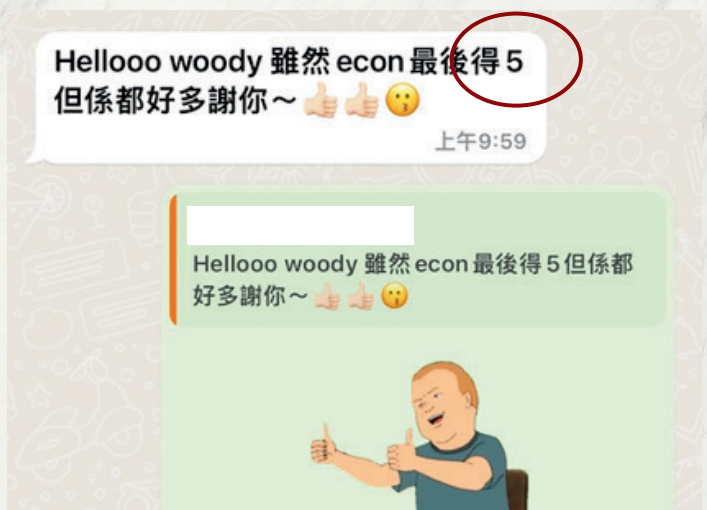 Hellooo woody 雖然 econ 最後得 5
但係都好多謝你～👍🏻👍🏻😗
上午9:59
Hellooo woody 雖然 econ 最後得 5 但係都
好多謝你～👍🏻👍🏻😗